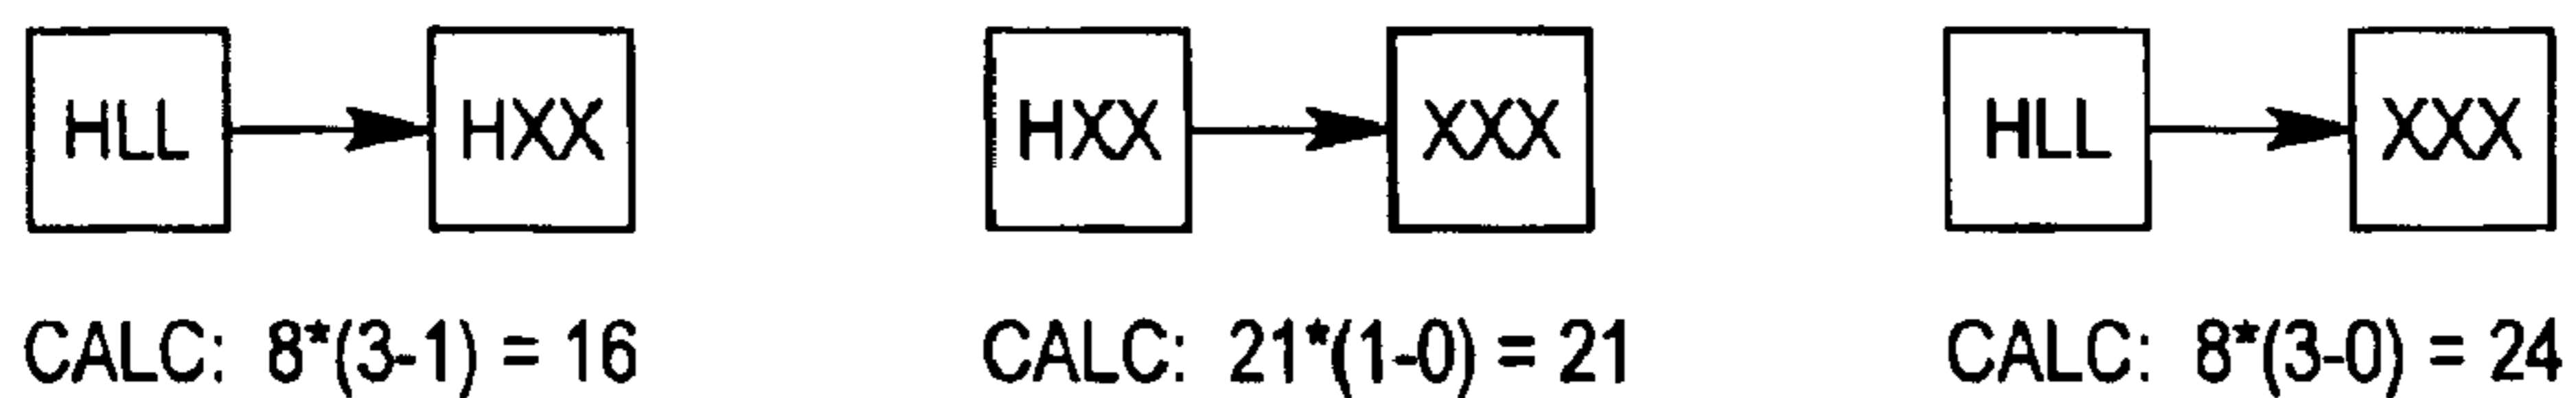 HLL HXX HXX XXX HLL XXX
CALC: 8*(3-1) = 16 CALC: 21*(1-0) = 21 CALC: 8*(3-0) = 24